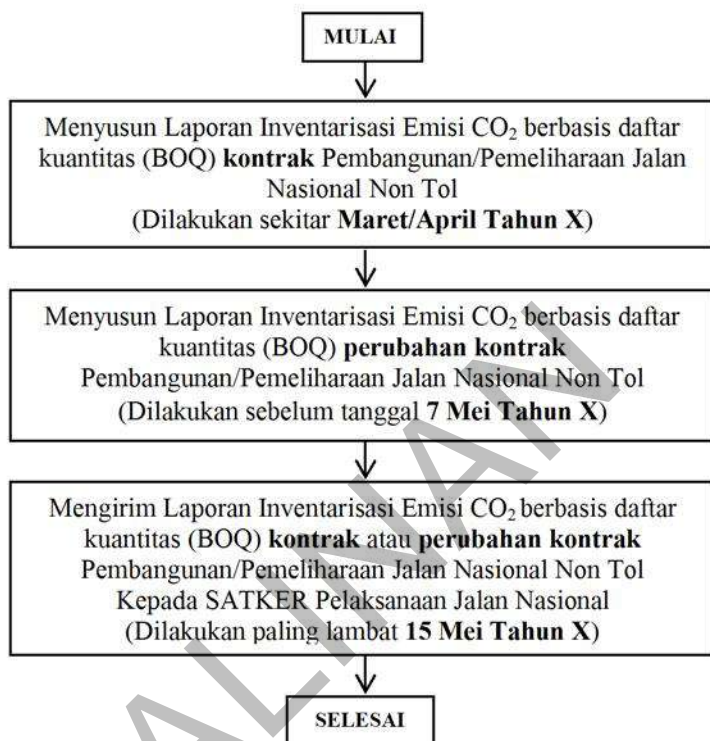 MULAI
Menyusun Laporan Inventarisasi Emisi CO₂ berbasis daftar
kuantitas (BOQ) kontrak Pembangunan/Pemeliharaan Jalan
Nasional Non Tol
(Dilakukan sekitar Maret/April Tahun X)
Menyusun Laporan Inventarisasi Emisi CO₂ berbasis daftar
kuantitas (BOQ) perubahan kontrak
Pembangunan/Pemeliharaan Jalan Nasional Non Tol
(Dilakukan sebelum tanggal 7 Mei Tahun X)
Mengirim Laporan Inventarisasi Emisi CO₂ berbasis daftar
kuantitas (BOQ) kontrak atau perubahan kontrak
Pembangunan/Pemeliharaan Jalan Nasional Non Tol
Kepada SATKER Pelaksanaan Jalan Nasional
(Dilakukan paling lambat 15 Mei Tahun X)
SELESAI
ALINAN